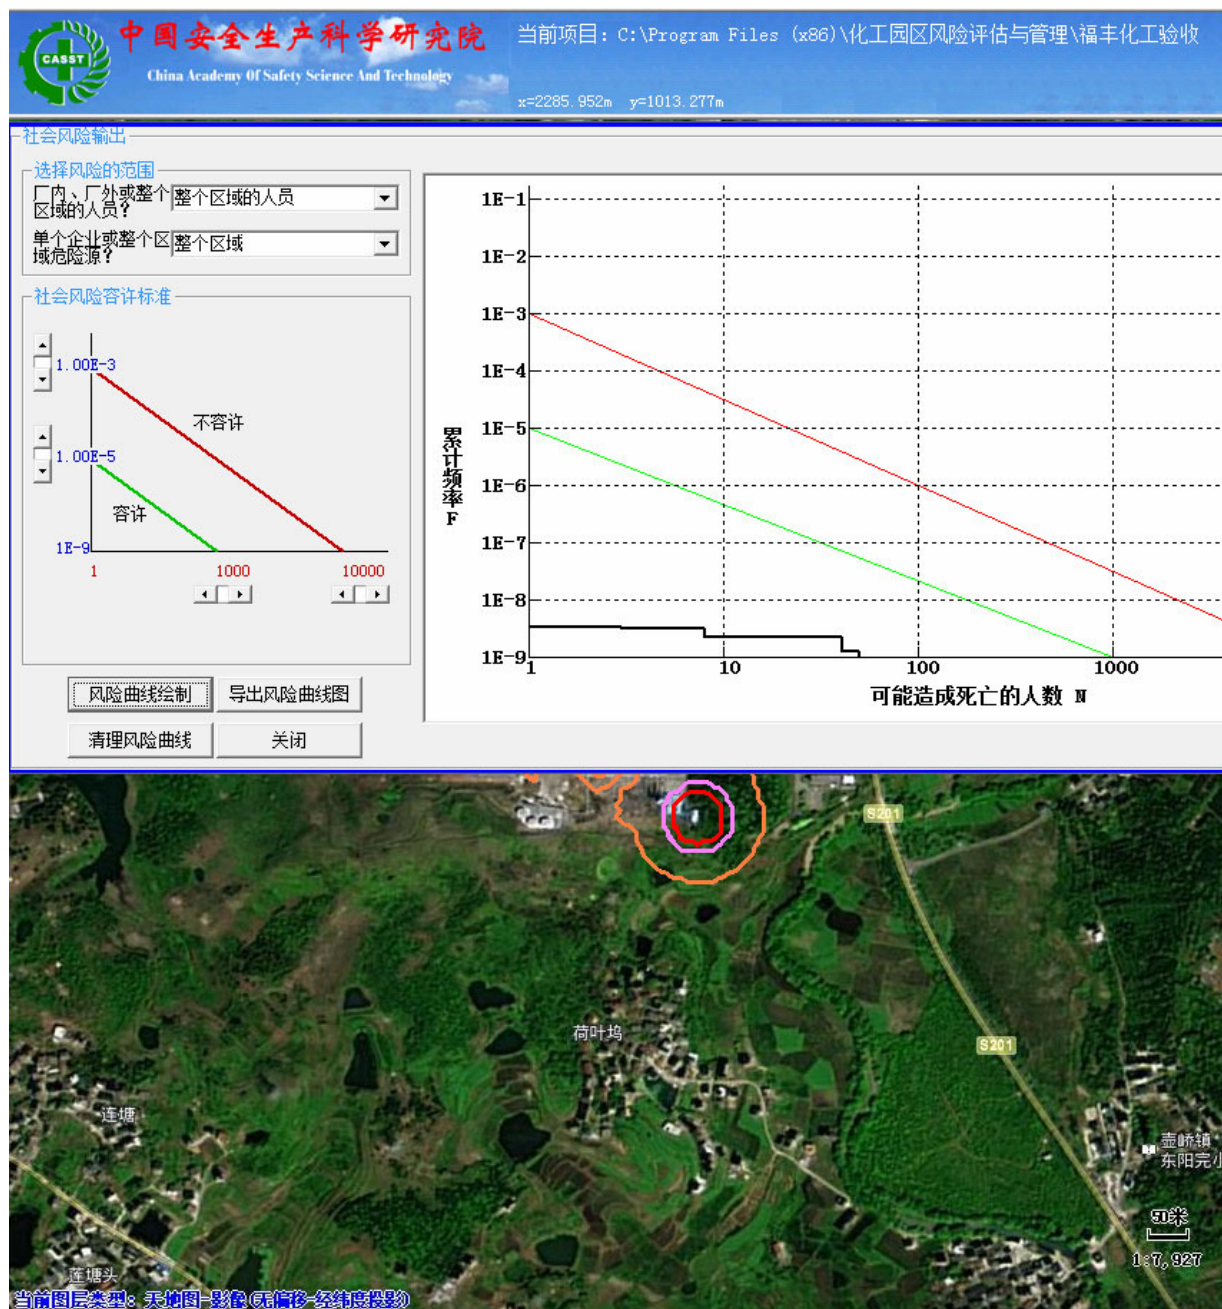 中国安全生产科学研究院
CASST
China Academy Of Safety Science And Technology
当前项目：C:\Program Files (x86)\化工园区风险评估与管理\福丰化工验收
x=2285.952m y=1013.277m
社会风险输出
选择风险的范围
厂内、厂外或整个
区域的人员？
整个区域的人员
单个企业或整个区
域危险源？
整个区域
社会风险容许标准
1.00E-3
不容许
1.00E-5
容许
1E-9
1
1000
10000
风险曲线绘制
导出风险曲线图
清理风险曲线
关闭
1E-1
1E-2
1E-3
1E-4
1E-5
1E-6
1E-7
1E-8
1E-9
累计频率 F
1
10
100
1000
可能造成死亡的人数 N
S201
荷叶坞
S201
连塘
壶峤镇
东阳完小
50米
1:7,927
莲塘头
当前图层类型：天地图-影像(无偏移-经纬度投影)